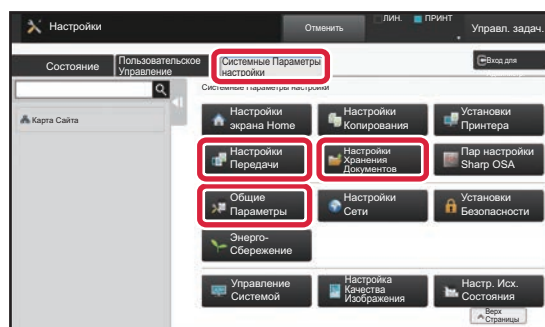 Настройки
Отменить
ЛИН.
ПРИНТ
Управл. задач.
Состояние
Пользовательское
Управление
Системные Параметры
настройки
Вход для
Системные Параметры настройки
Карта Сайта
Настройки
экрана Home
Настройки
Копирования
Установки
Принтера
Настройки
Передачи
Настройки
Хранения
Документов
Пар настройки
Sharp OSA
Общие
Параметры
Настройки
Сети
Установки
Безопасности
Энерго-
Сбережение
Управление
Системой
Настройка
Качества
Изображения
Настр. Исх.
Состояния
Верх
Страницы